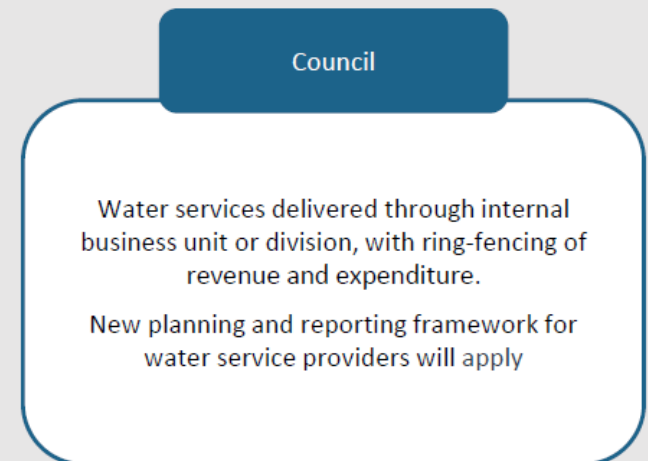 Council
Water services delivered through internal
business unit or division, with ring-fencing of
revenue and expenditure.
New planning and reporting framework for
water service providers will apply